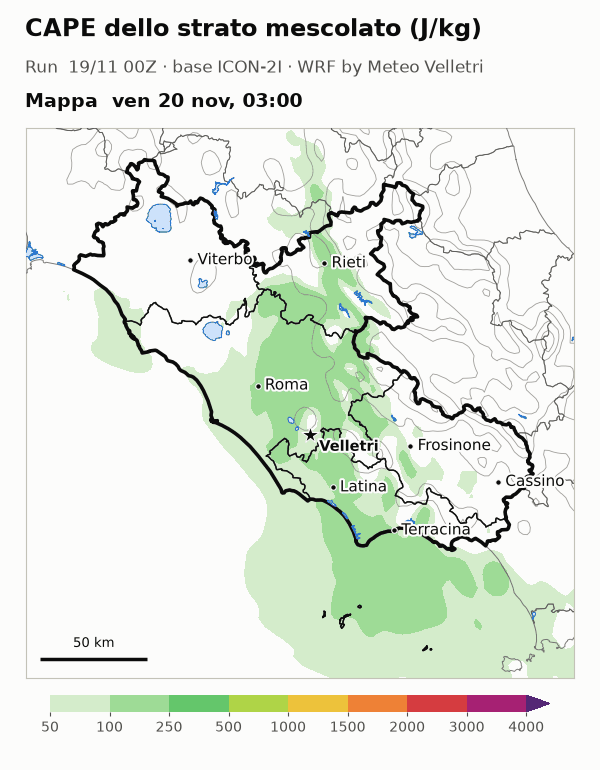 CAPE dello strato mescolato (J/kg)
Run  19/11 00Z · base ICON-2I · WRF by Meteo Velletri
Mappa  ven 20 nov, 03:00
Viterbo
Rieti
Roma
Velletri
Frosinone
Latina
Cassino
Terracina
50 km
50 100 250 500 1000 1500 2000 3000 4000